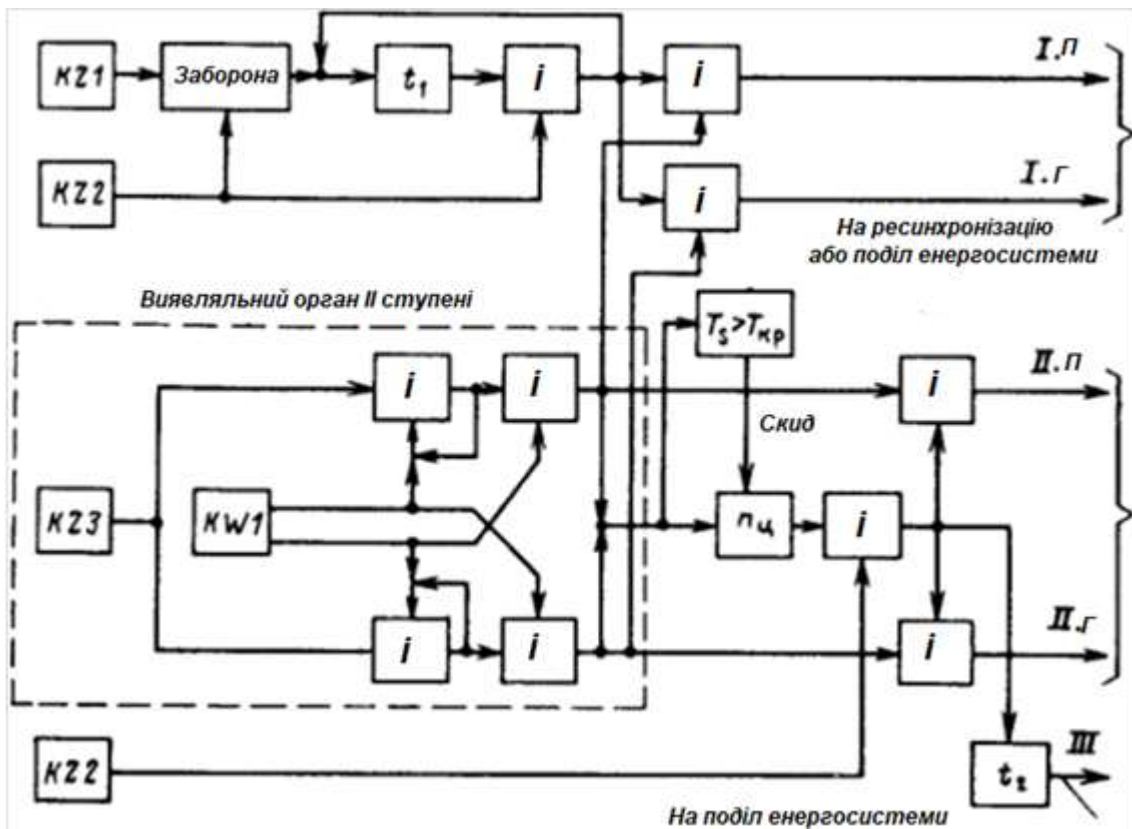 KZ1
Заборона
t₁
i
i
I.П
KZ2
i
I.Г
На ресинхронізацію
або поділ енергосистеми
Виявляльний орган II ступені
Tₛ>Tкр
i
i
i
II.П
Скид
KZ3
KW1
nц
i
i
i
i
II.Г
KZ2
t₂
III
На поділ енергосистеми